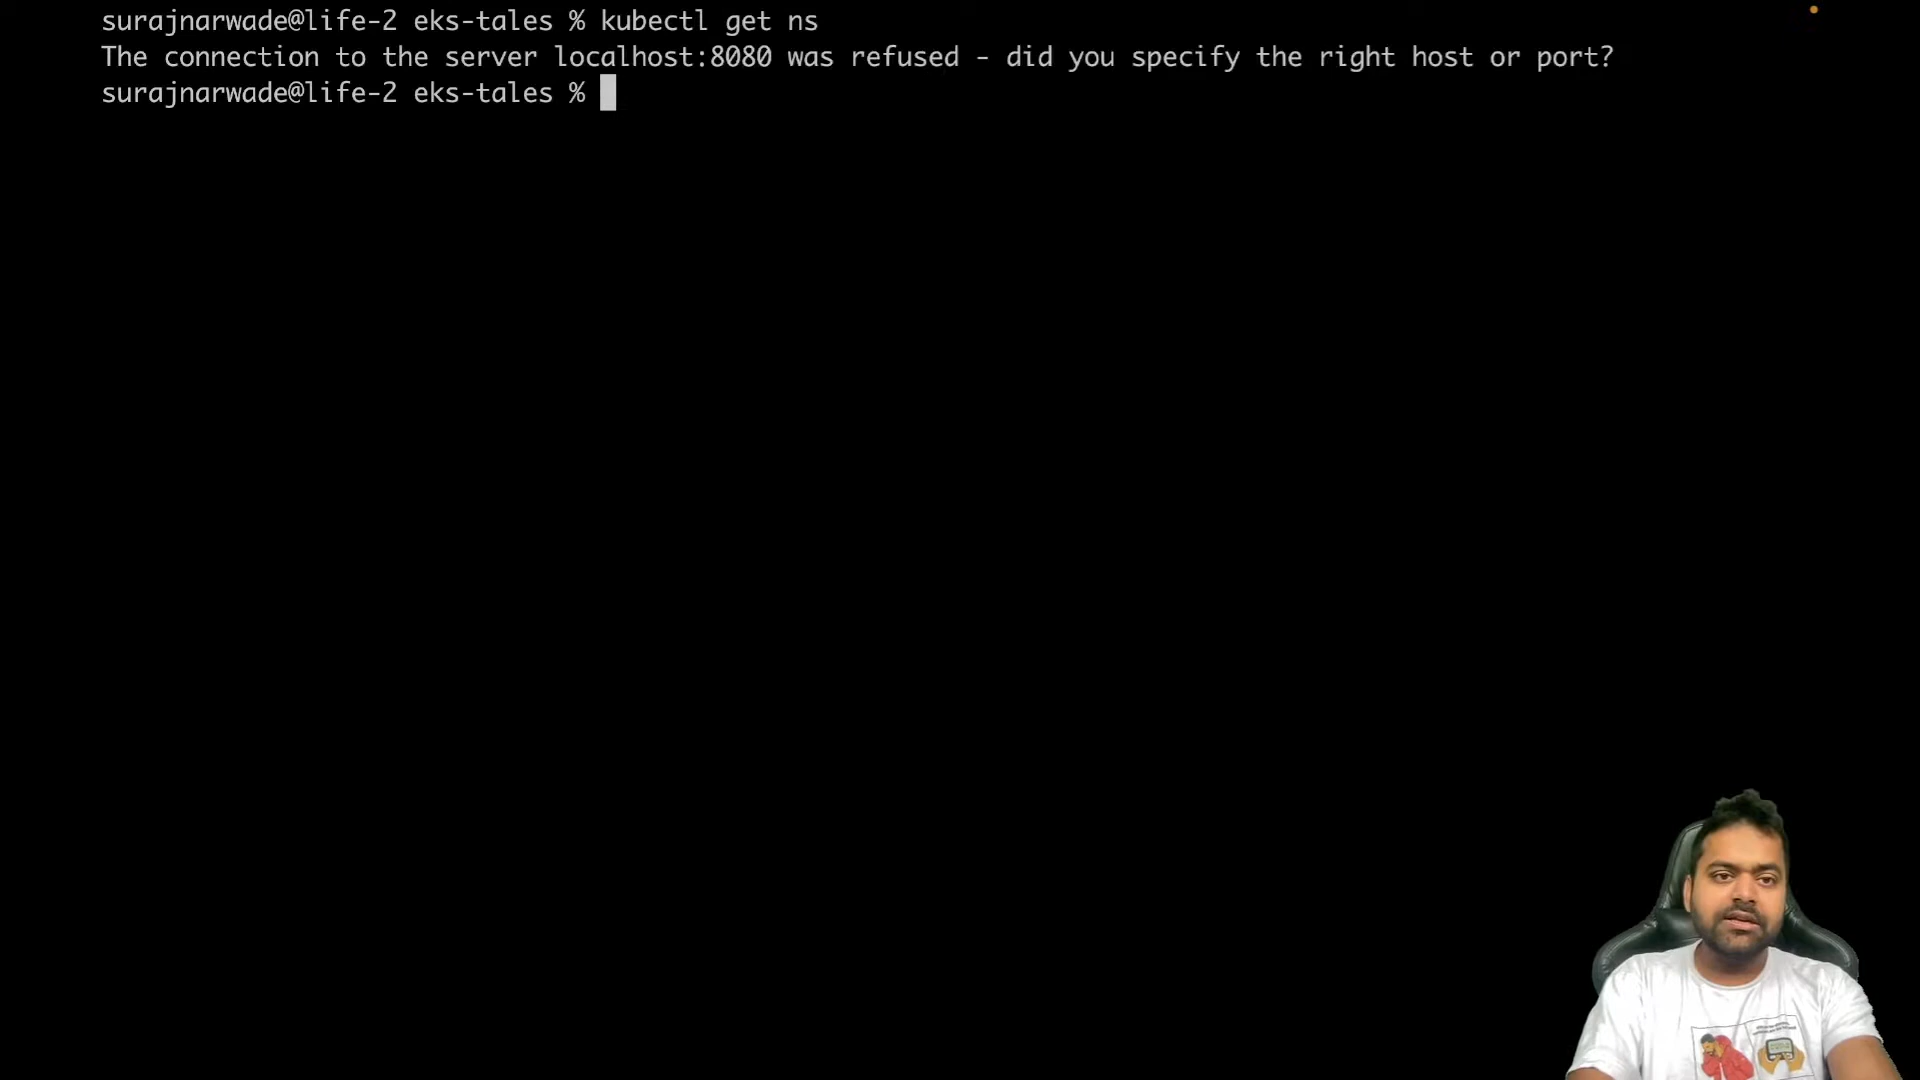 surajnarwade@life-2 eks-tales % kubectl get ns
The connection to the server localhost:8080 was refused - did you specify the right host or port?
surajnarwade@life-2 eks-tales %